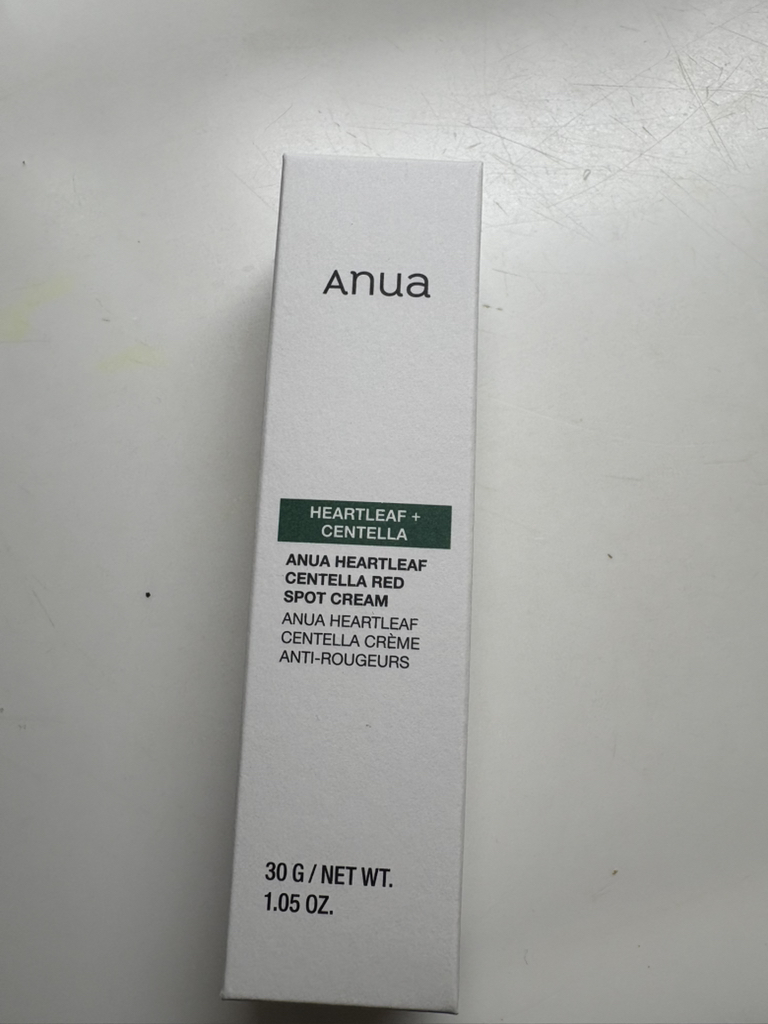 Anua
HEARTLEAF +
CENTELLA
ANUA HEARTLEAF
CENTELLA RED
SPOT CREAM
ANUA HEARTLEAF
CENTELLA CRÈME
ANTI-ROUGEURS
30 G / NET WT.
1.05 OZ.